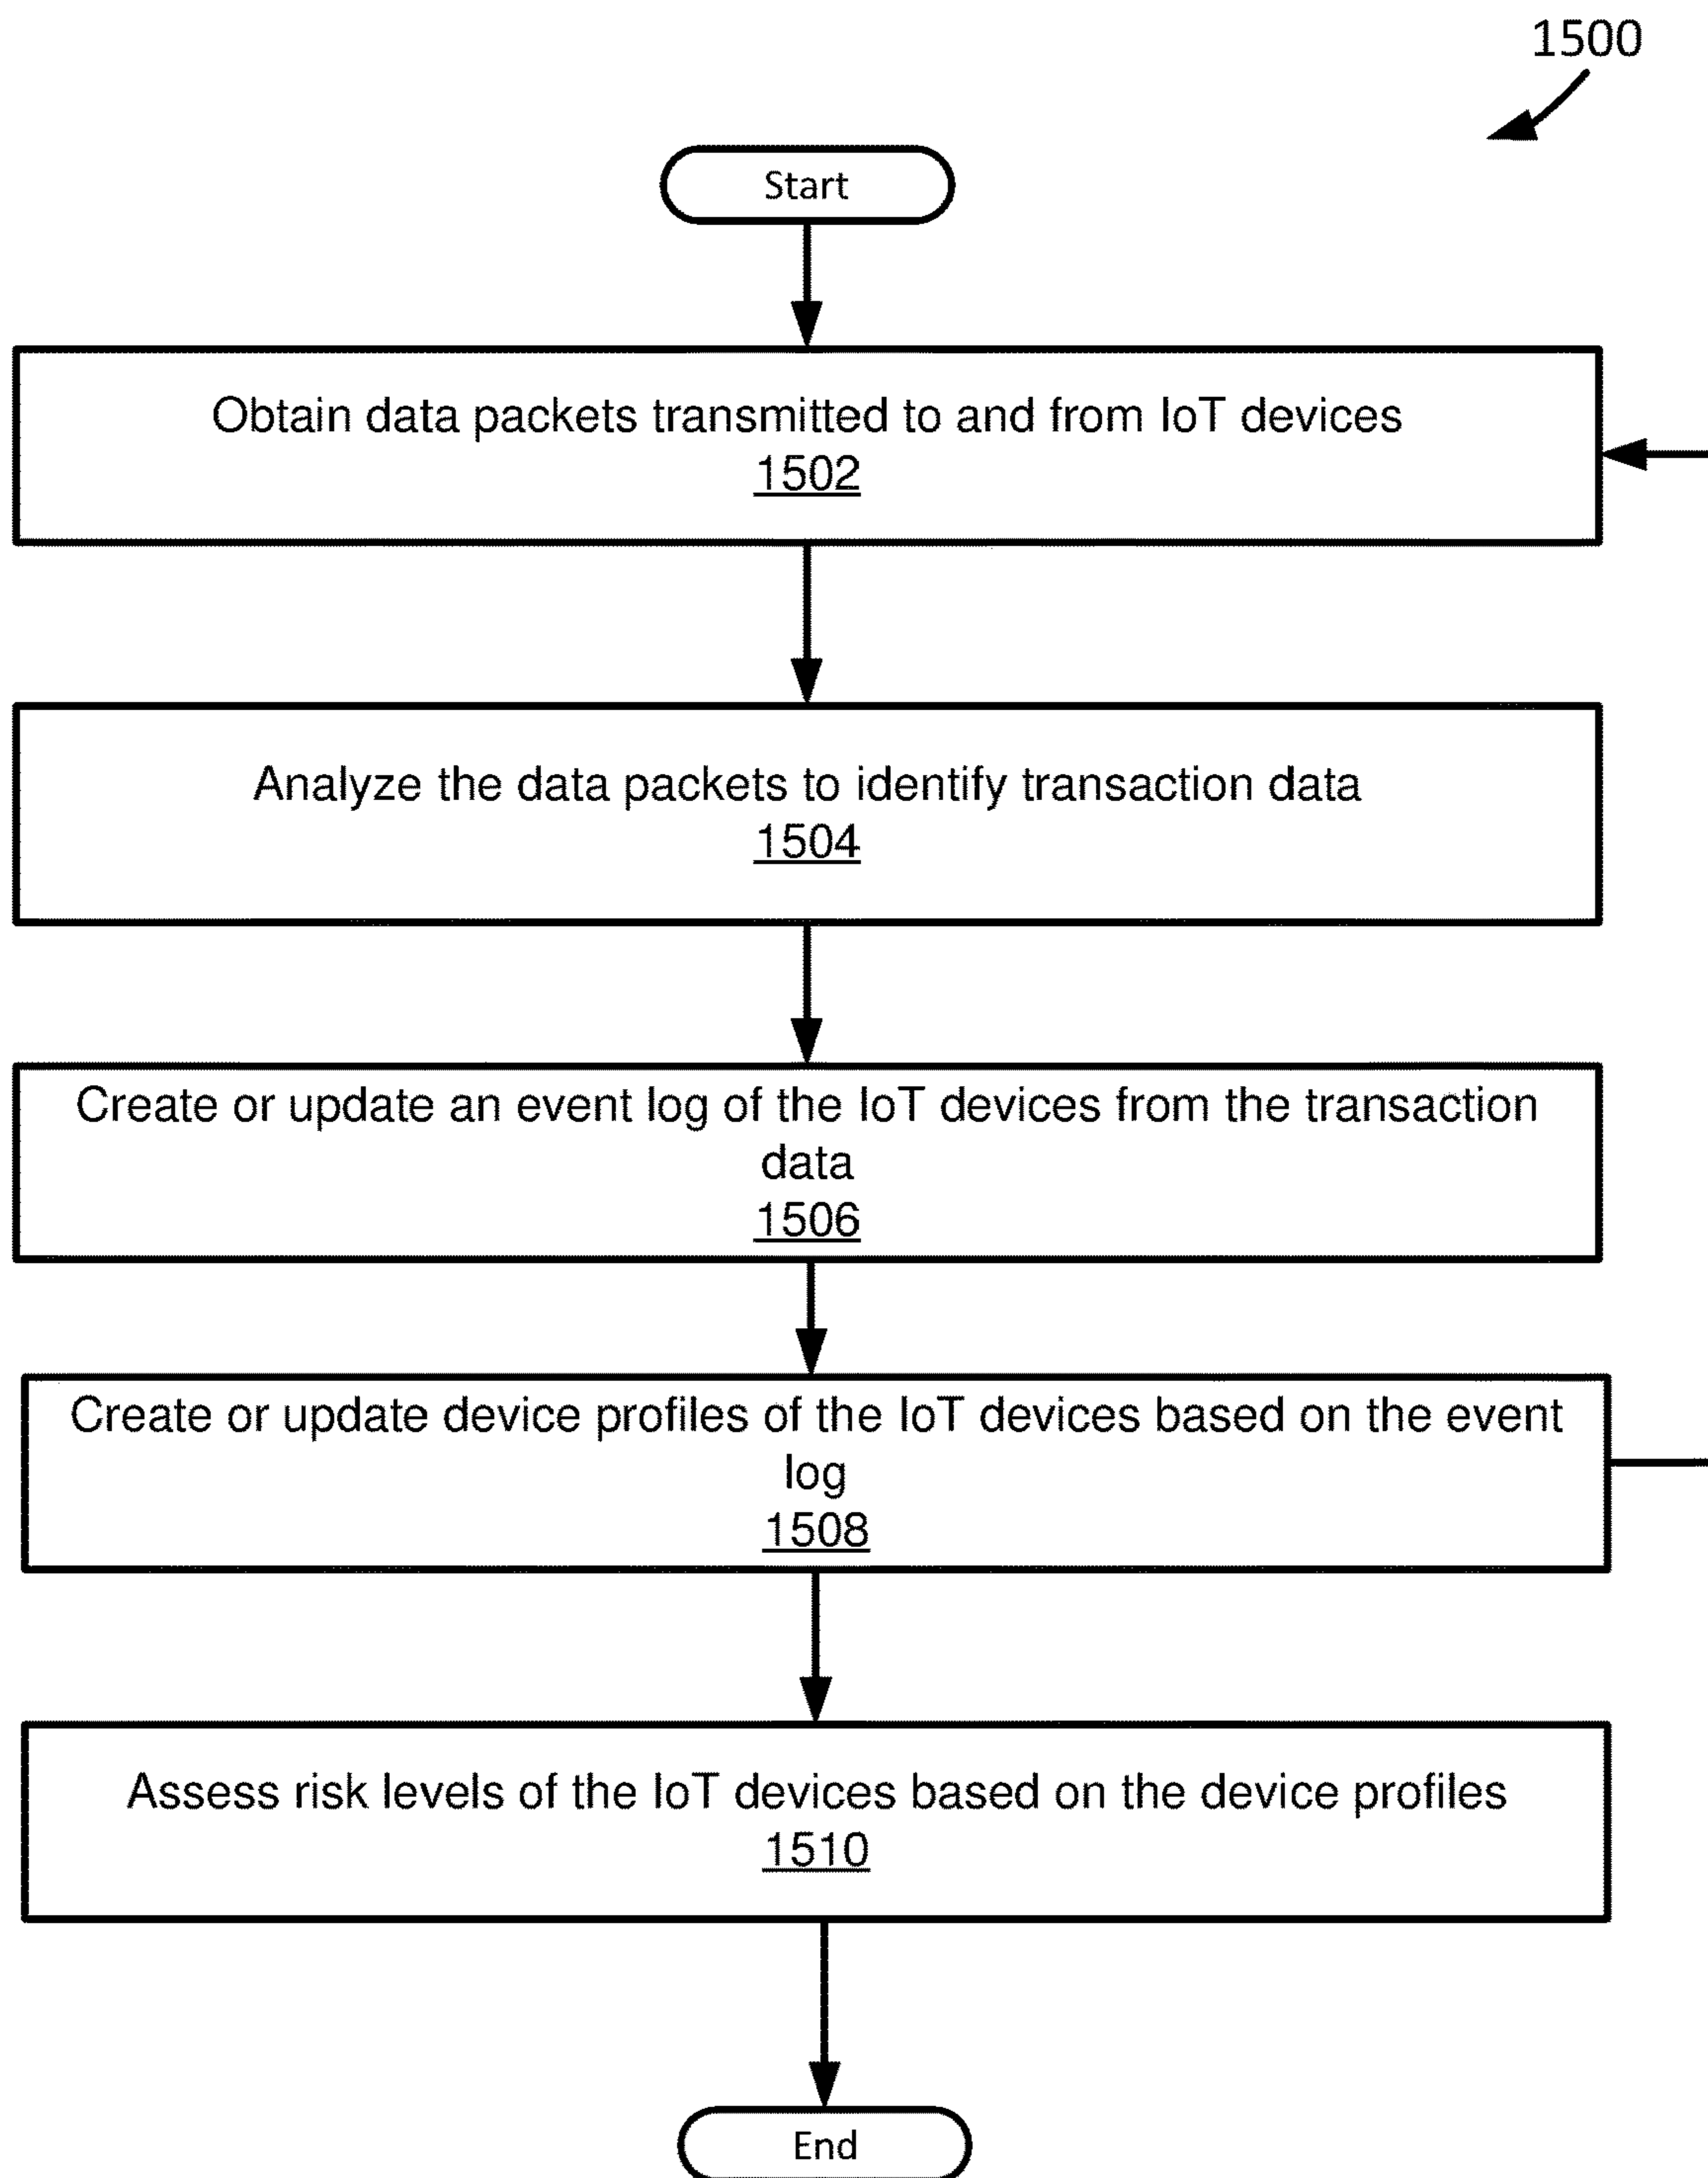 1500
Start
Obtain data packets transmitted to and from IoT devices
1502
Analyze the data packets to identify transaction data
1504
Create or update an event log of the IoT devices from the transaction
data
1506
Create or update device profiles of the IoT devices based on the event
log
1508
Assess risk levels of the IoT devices based on the device profiles
1510
End